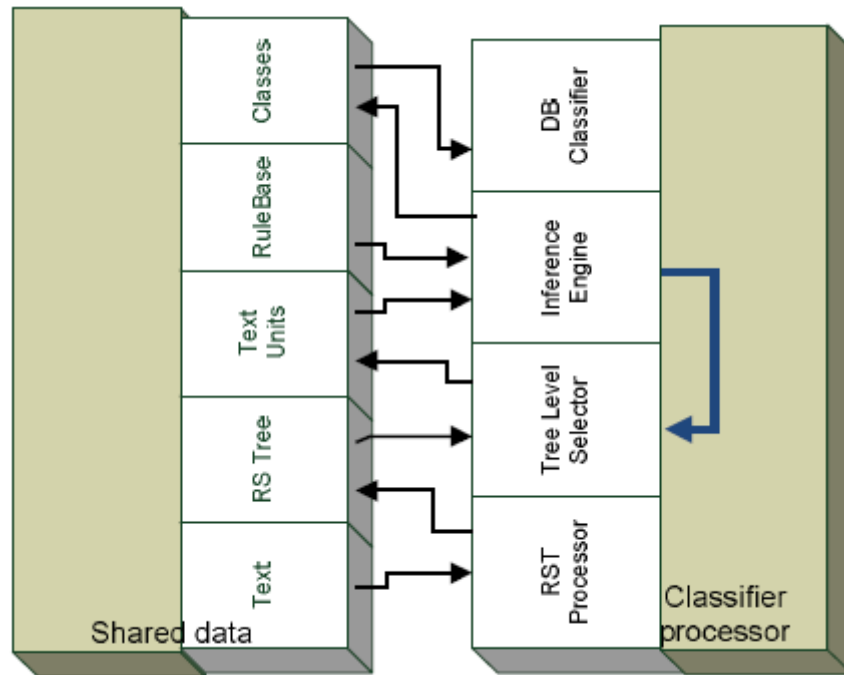 Classes
RuleBase
Text
Units
RS Tree
Text
Shared data
DB
Classifier
Inference
Engine
Tree Level
Selector
RST
Processor
Classifier
processor